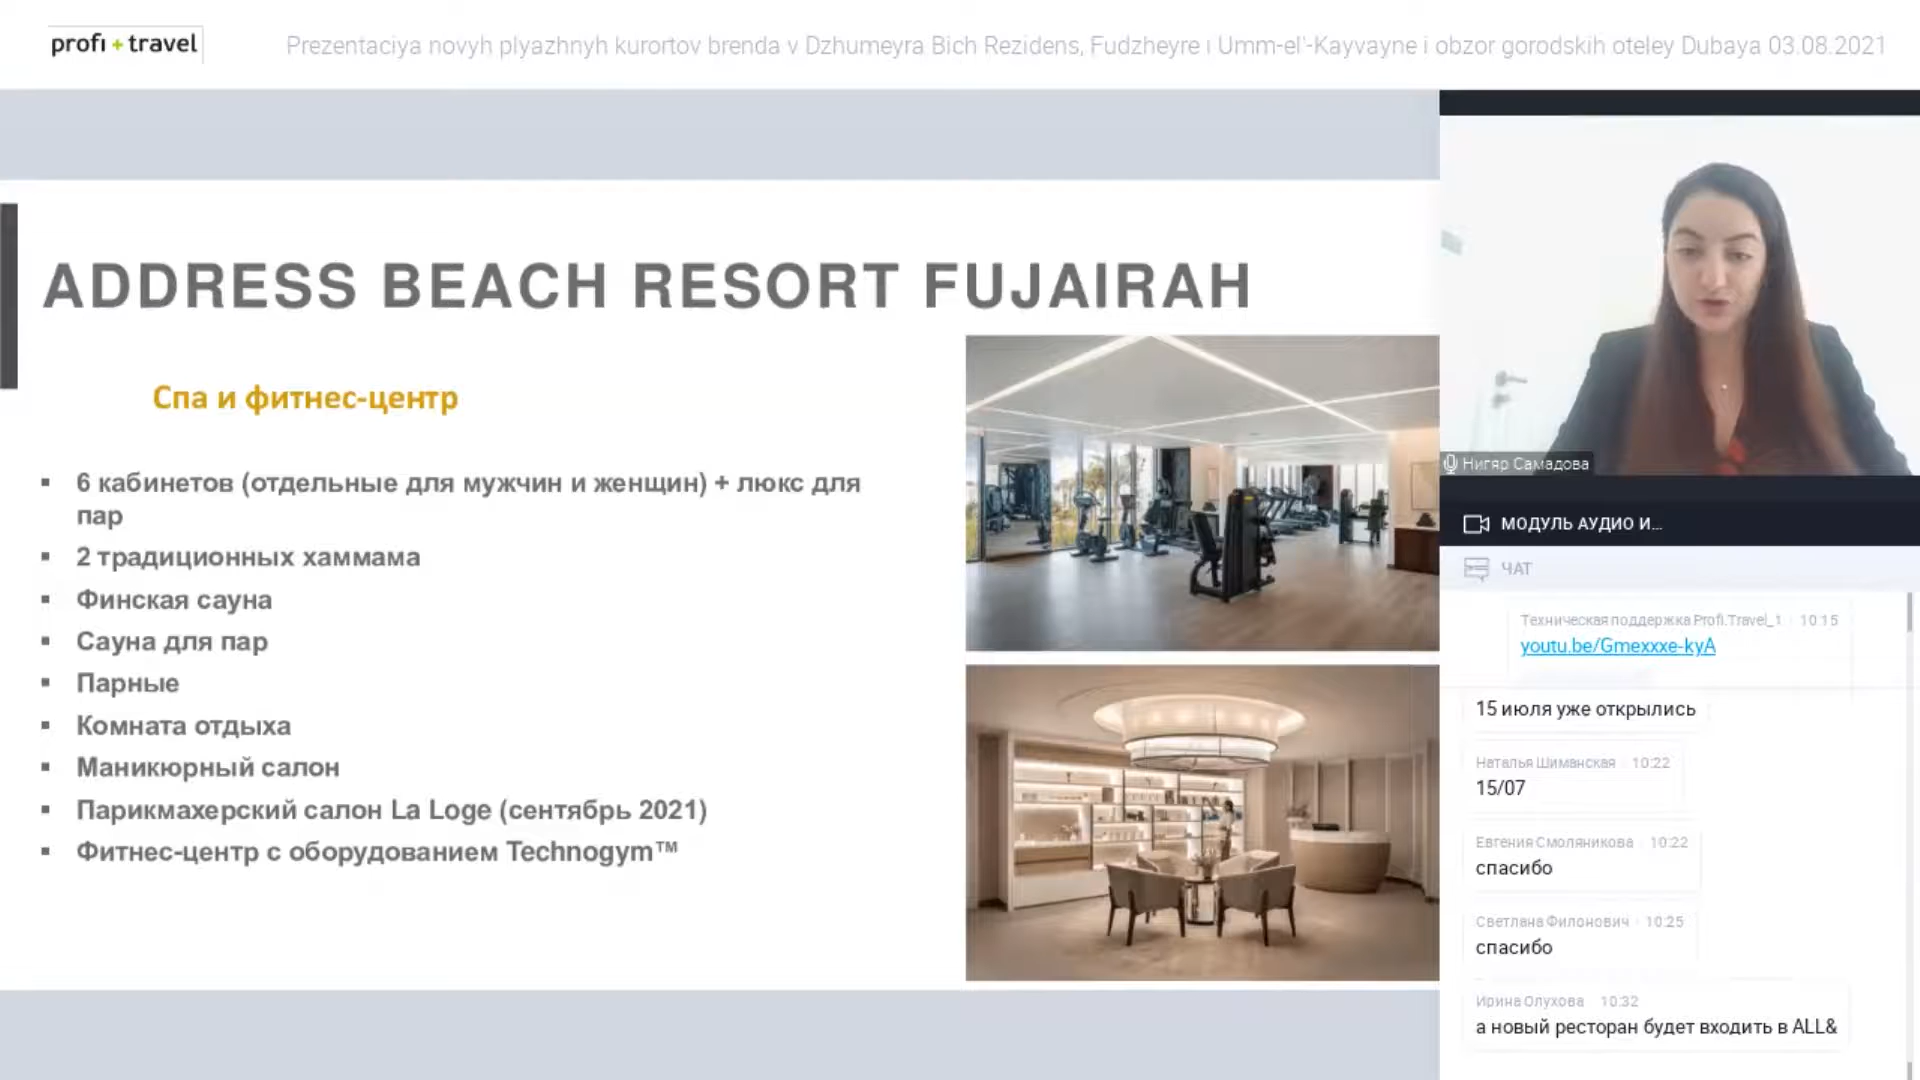 profi + travel
Prezentaciya novyh plyazhnyh kurortov brenda v Dzhumeyra Bich Rezidens, Fudzheyre i Umm-el'-Kayvayne i obzor gorodskih oteley Dubaya 03.08.2021
ADDRESS BEACH RESORT FUJAIRAH
Спа и фитнес-центр
▪ 6 кабинетов (отдельные для мужчин и женщин) + люкс для
пар
▪ 2 традиционных хаммама
▪ Финская сауна
▪ Сауна для пар
▪ Парные
▪ Комната отдыха
▪ Маникюрный салон
▪ Парикмахерский салон La Loge (сентябрь 2021)
▪ Фитнес-центр с оборудованием Technogym™
Нигяр Самадова
МОДУЛЬ АУДИО И...
ЧАТ
Техническая поддержка Profi.Travel_1 10:15
youtu.be/Gmexxxe-kyA
15 июля уже открылись
Наталья Шиманская 10:22
15/07
Евгения Смоляникова 10:22
спасибо
Светлана Филонович 10:25
спасибо
Ирина Олухова 10:32
а новый ресторан будет входить в ALL&